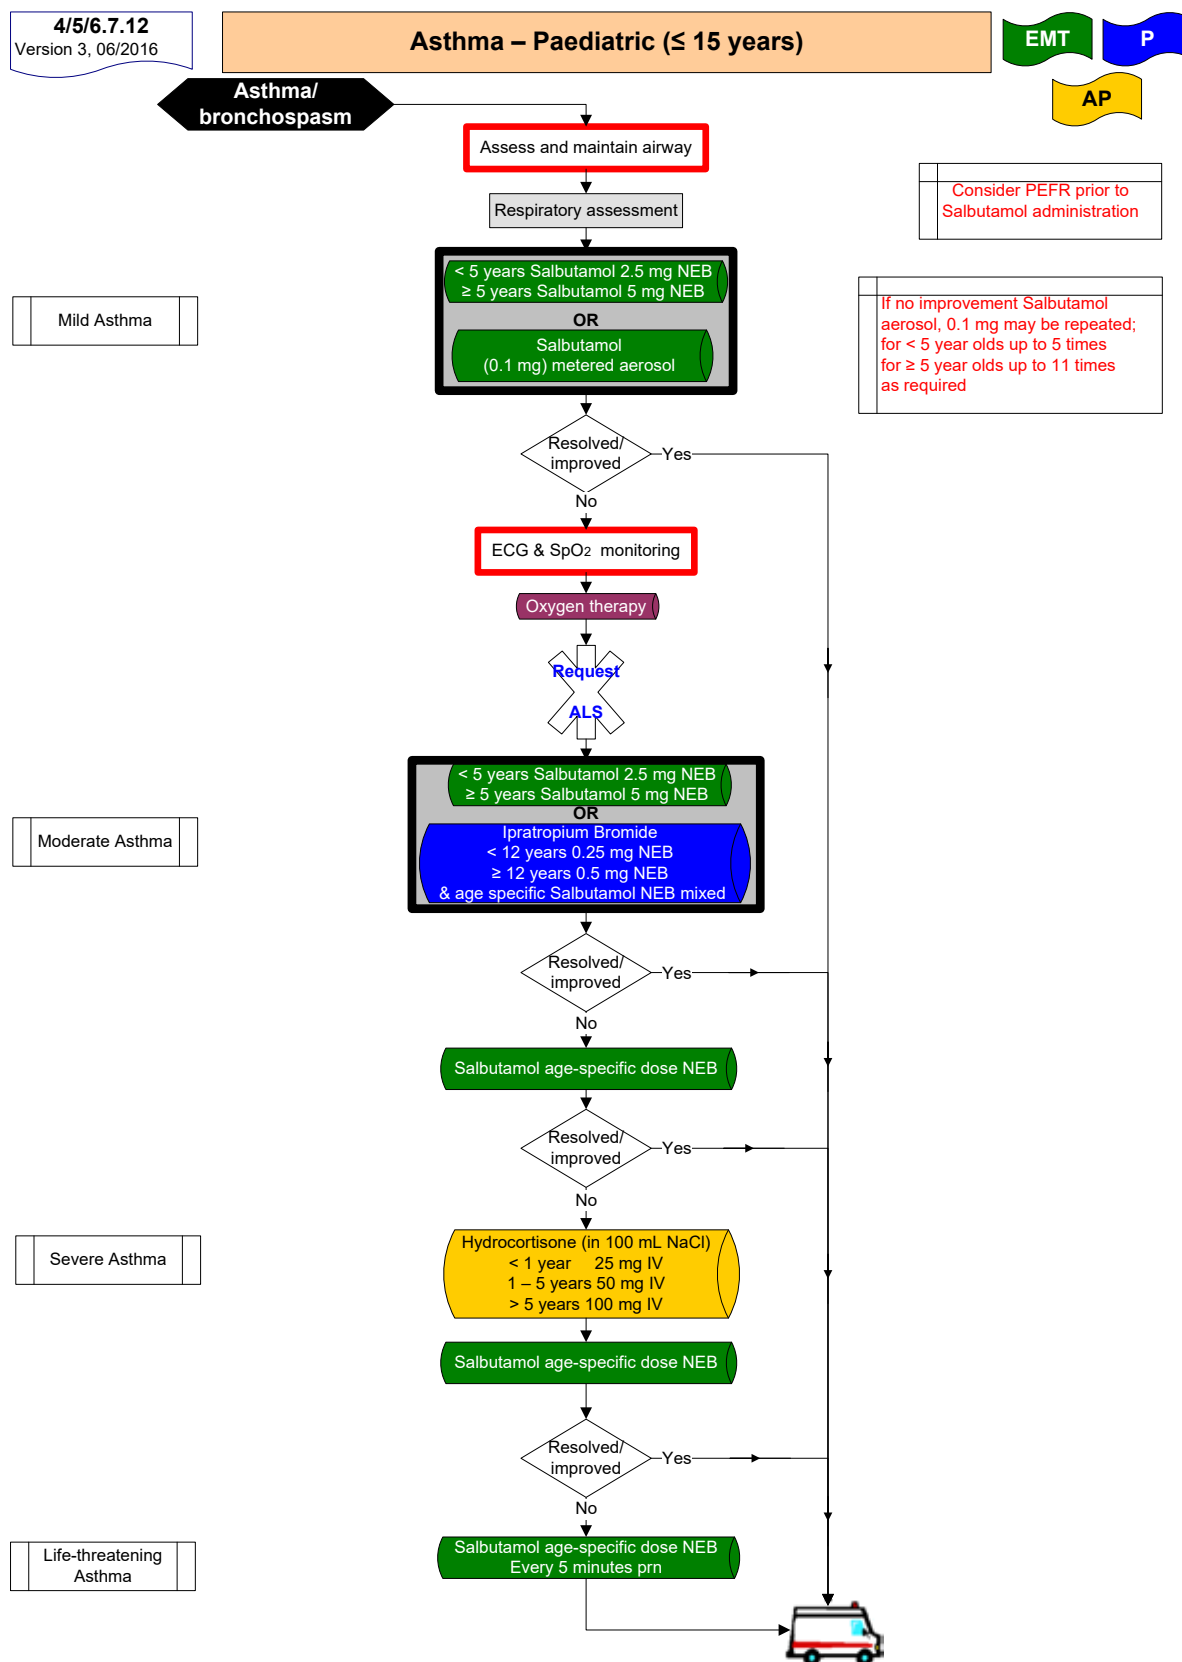 4/5/6.7.12
Version 3, 06/2016
Asthma – Paediatric (≤ 15 years)
EMT
P
AP
Asthma/
bronchospasm
Assess and maintain airway
Consider PEFR prior to
Salbutamol administration
Respiratory assessment
< 5 years Salbutamol 2.5 mg NEB
≥ 5 years Salbutamol 5 mg NEB
OR
Salbutamol
(0.1 mg) metered aerosol
Mild Asthma
If no improvement Salbutamol
aerosol, 0.1 mg may be repeated;
for < 5 year olds up to 5 times
for ≥ 5 year olds up to 11 times
as required
Resolved/
improved
Yes
No
ECG & SpO2 monitoring
Oxygen therapy
Request
ALS
< 5 years Salbutamol 2.5 mg NEB
≥ 5 years Salbutamol 5 mg NEB
OR
Ipratropium Bromide
< 12 years 0.25 mg NEB
≥ 12 years 0.5 mg NEB
& age specific Salbutamol NEB mixed
Moderate Asthma
Resolved/
improved
Yes
No
Salbutamol age-specific dose NEB
Resolved/
improved
Yes
No
Severe Asthma
Hydrocortisone (in 100 mL NaCl)
< 1 year 25 mg IV
1 – 5 years 50 mg IV
> 5 years 100 mg IV
Salbutamol age-specific dose NEB
Resolved/
improved
Yes
No
Life-threatening
Asthma
Salbutamol age-specific dose NEB
Every 5 minutes prn